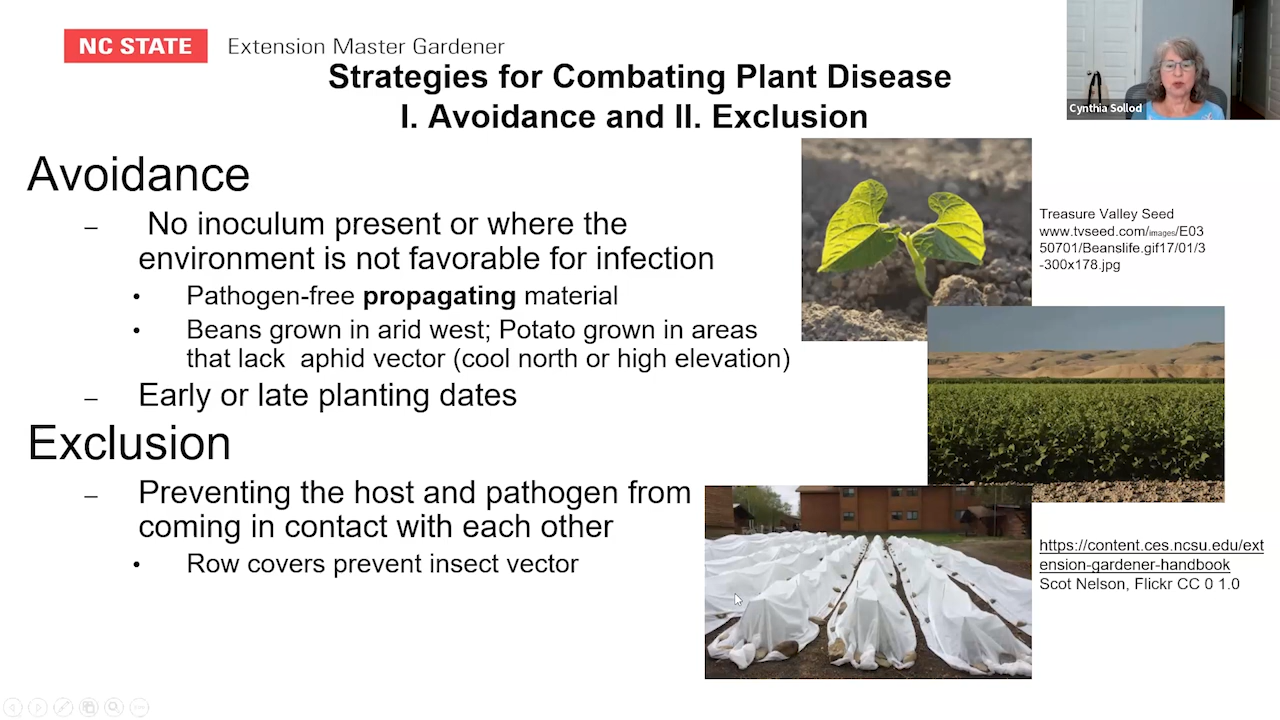 NC STATE Extension Master Gardener
Strategies for Combating Plant Disease
I. Avoidance and II. Exclusion
Cynthia Sollod
Avoidance
– No inoculum present or where the
environment is not favorable for infection
• Pathogen-free propagating material
• Beans grown in arid west; Potato grown in areas
that lack aphid vector (cool north or high elevation)
– Early or late planting dates
Exclusion
– Preventing the host and pathogen from
coming in contact with each other
• Row covers prevent insect vector
Treasure Valley Seed
www.tvseed.com/images/E03
50701/Beanslife.gif17/01/3
-300x178.jpg
https://content.ces.ncsu.edu/ext
ension-gardener-handbook
Scot Nelson, Flickr CC 0 1.0